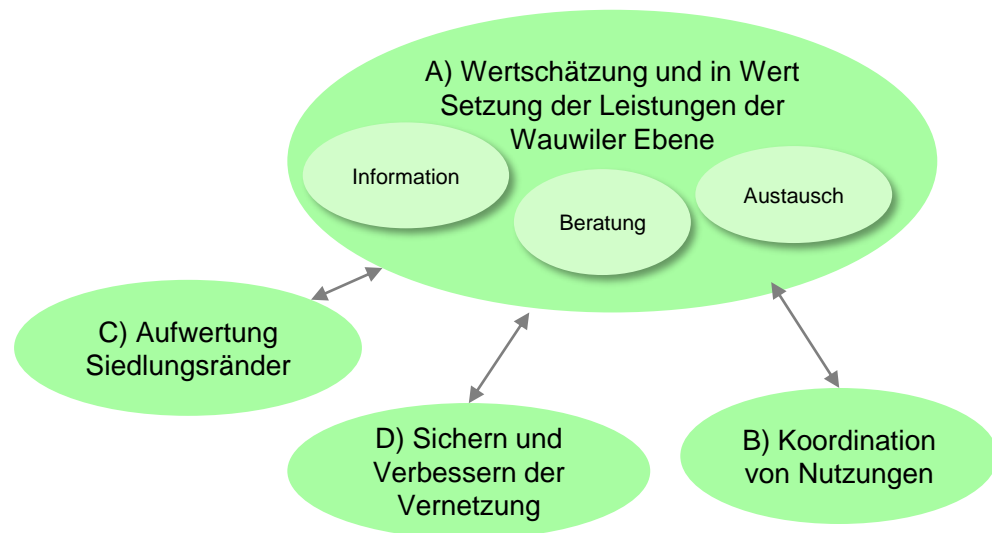 A) Wertschätzung und in Wert
Setzung der Leistungen der
Wauwiler Ebene
Information
Beratung
Austausch
C) Aufwertung
Siedlungsränder
D) Sichern und
Verbessern der
Vernetzung
B) Koordination
von Nutzungen